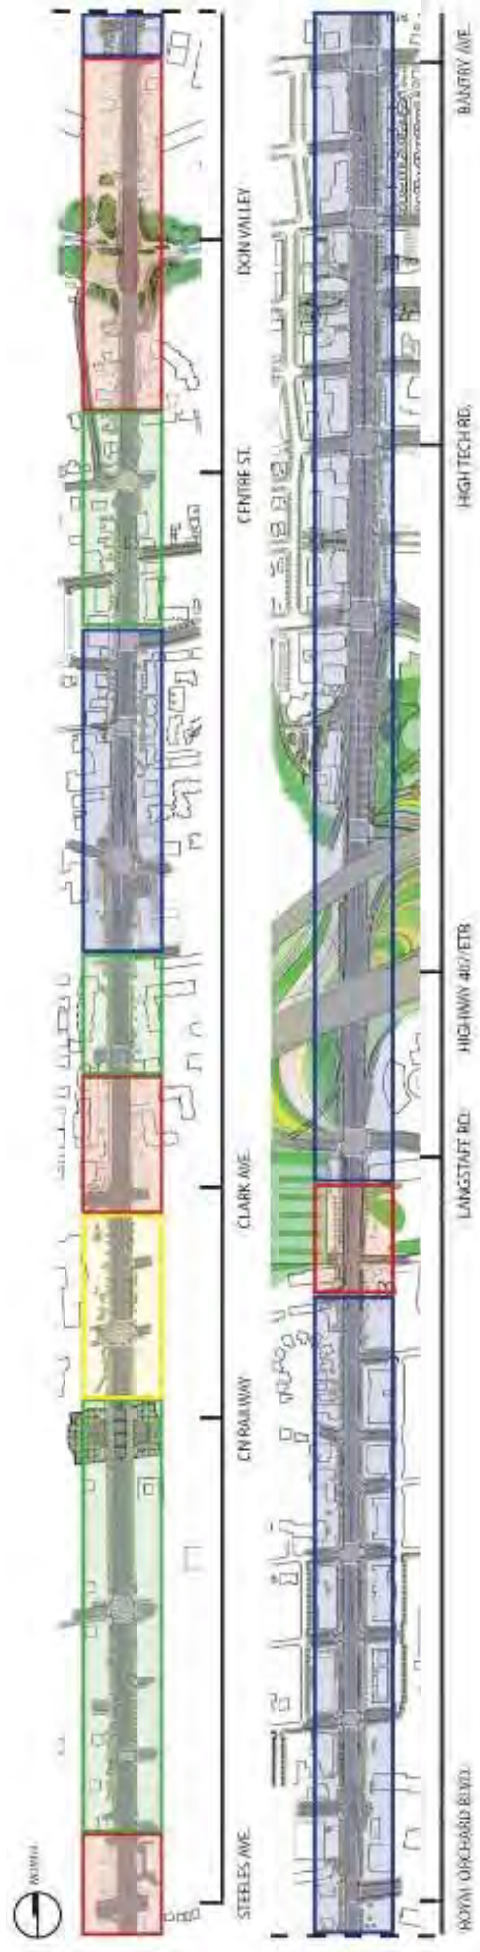 BANTRY AVE.
DON VALLEY
HIGH TECH RD.
CENTRE ST.
HIGHWAY 407/ETR
LANGSTAFF RD.
CLARK AVE.
CN RAILWAY
STEELES AVE.
ROYAL ORCHARD BLVD.
NORTH